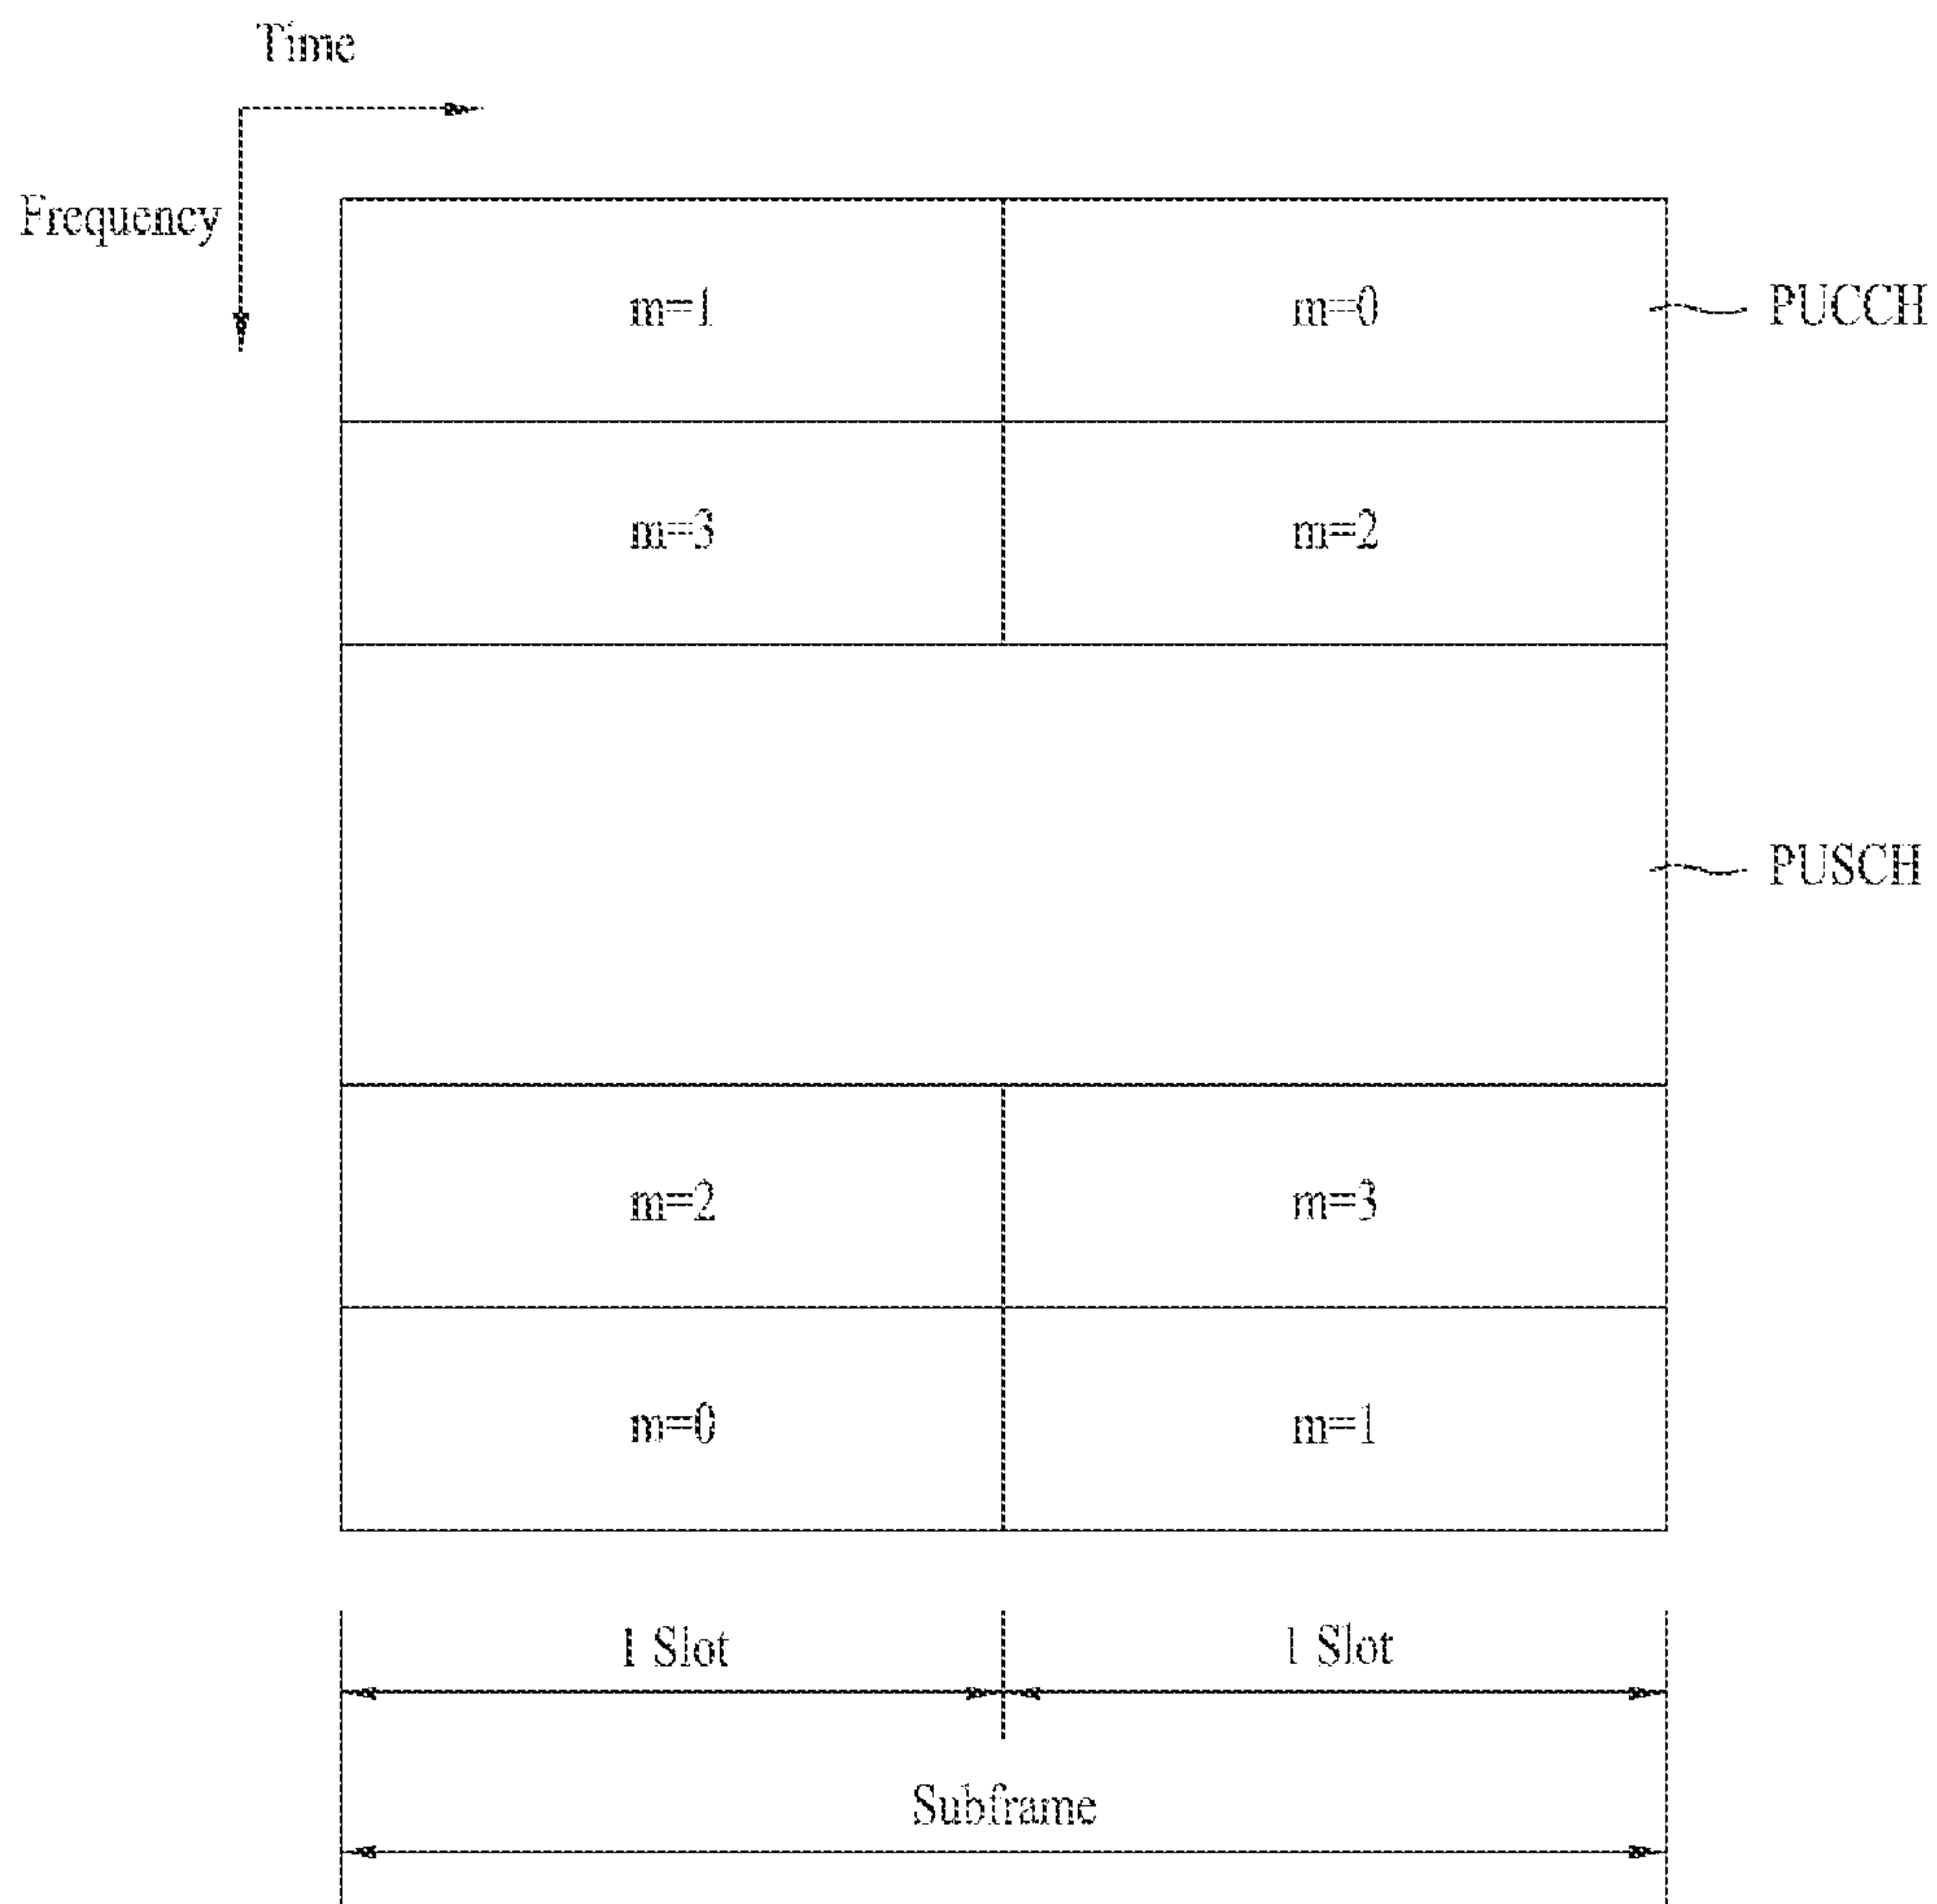 Time
Frequency
m=1 m=0 PUCCH
m=3 m=2
PUSCH
m=2 m=3
m=0 m=1
1 Slot 1 Slot
Subframe